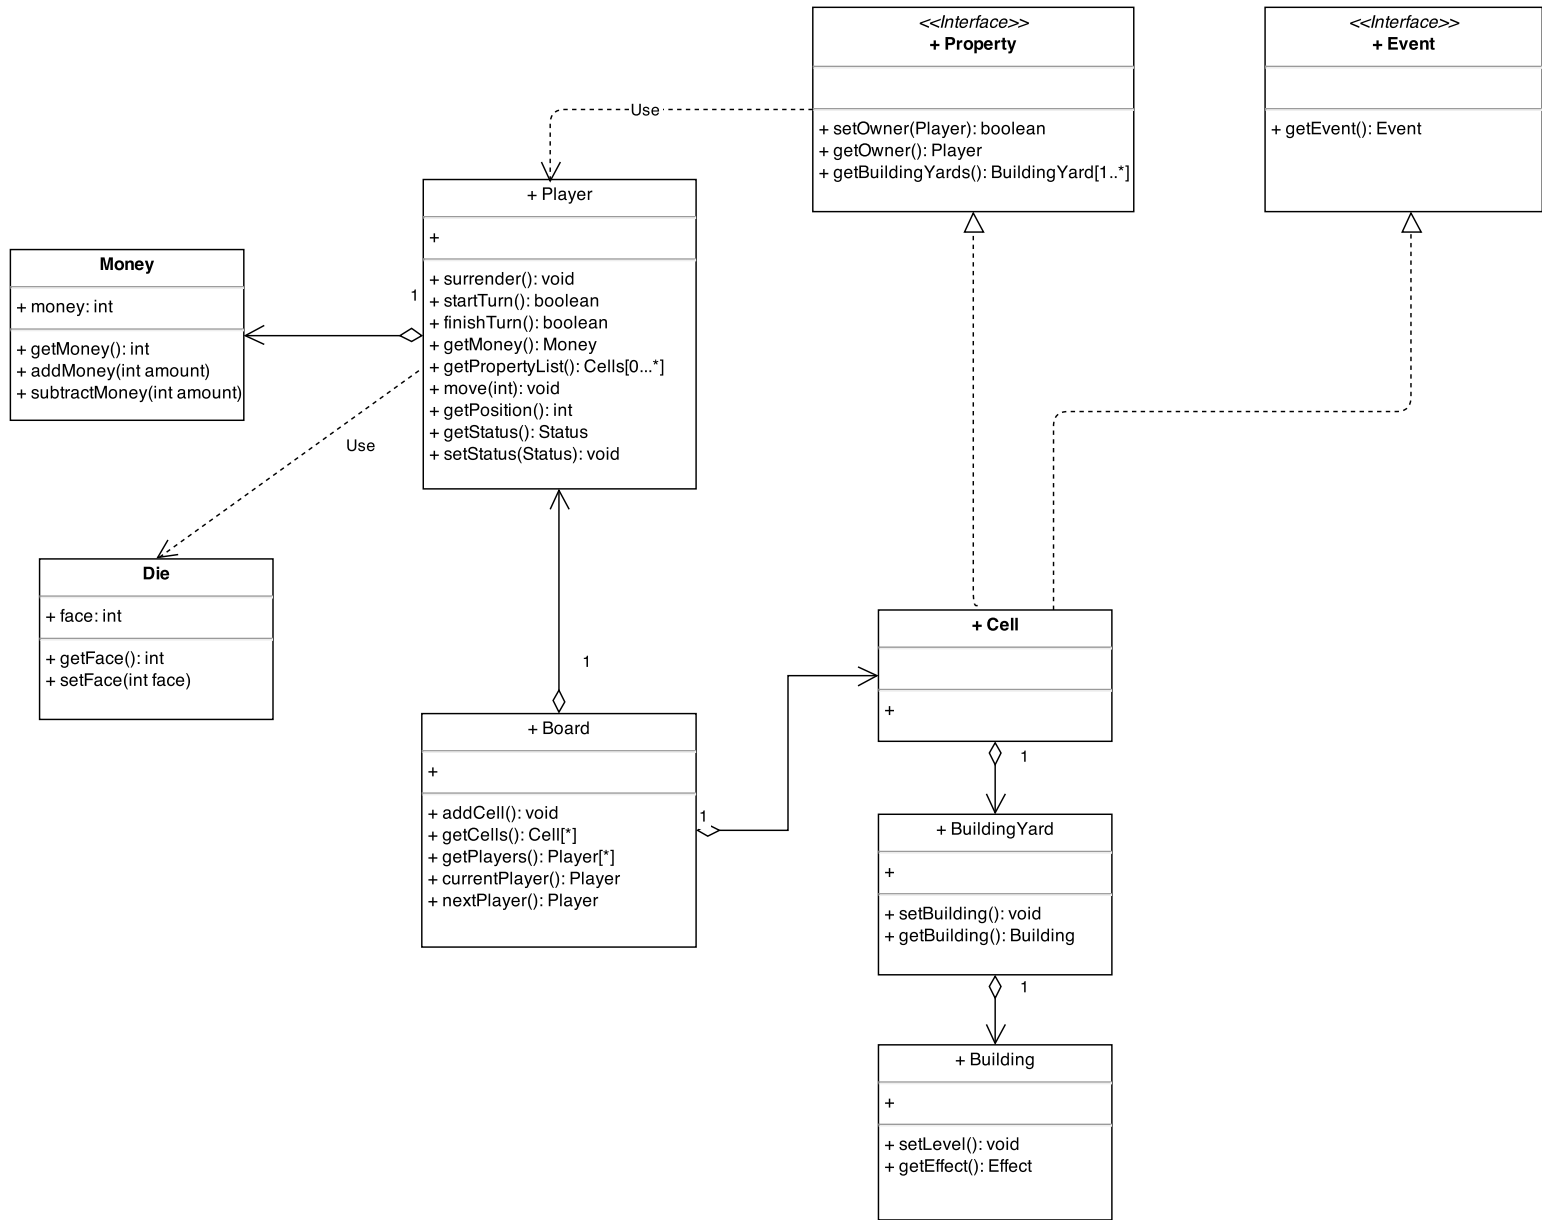 <<Interface>>
+ Property
+ setOwner(Player): boolean
+ getOwner(): Player
+ getBuildingYards(): BuildingYard[1..*]
<<Interface>>
+ Event
+ getEvent(): Event
Use
+ Player
+
+ surrender(): void
+ startTurn(): boolean
+ finishTurn(): boolean
+ getMoney(): Money
+ getPropertyList(): Cells[0...*]
+ move(int): void
+ getPosition(): int
+ getStatus(): Status
+ setStatus(Status): void
1
Money
+ money: int
+ getMoney(): int
+ addMoney(int amount)
+ subtractMoney(int amount)
Use
Die
+ face: int
+ getFace(): int
+ setFace(int face)
1
+ Board
+
+ addCell(): void
+ getCells(): Cell[*]
+ getPlayers(): Player[*]
+ currentPlayer(): Player
+ nextPlayer(): Player
1
+ Cell
+
1
+ BuildingYard
+
+ setBuilding(): void
+ getBuilding(): Building
1
+ Building
+
+ setLevel(): void
+ getEffect(): Effect